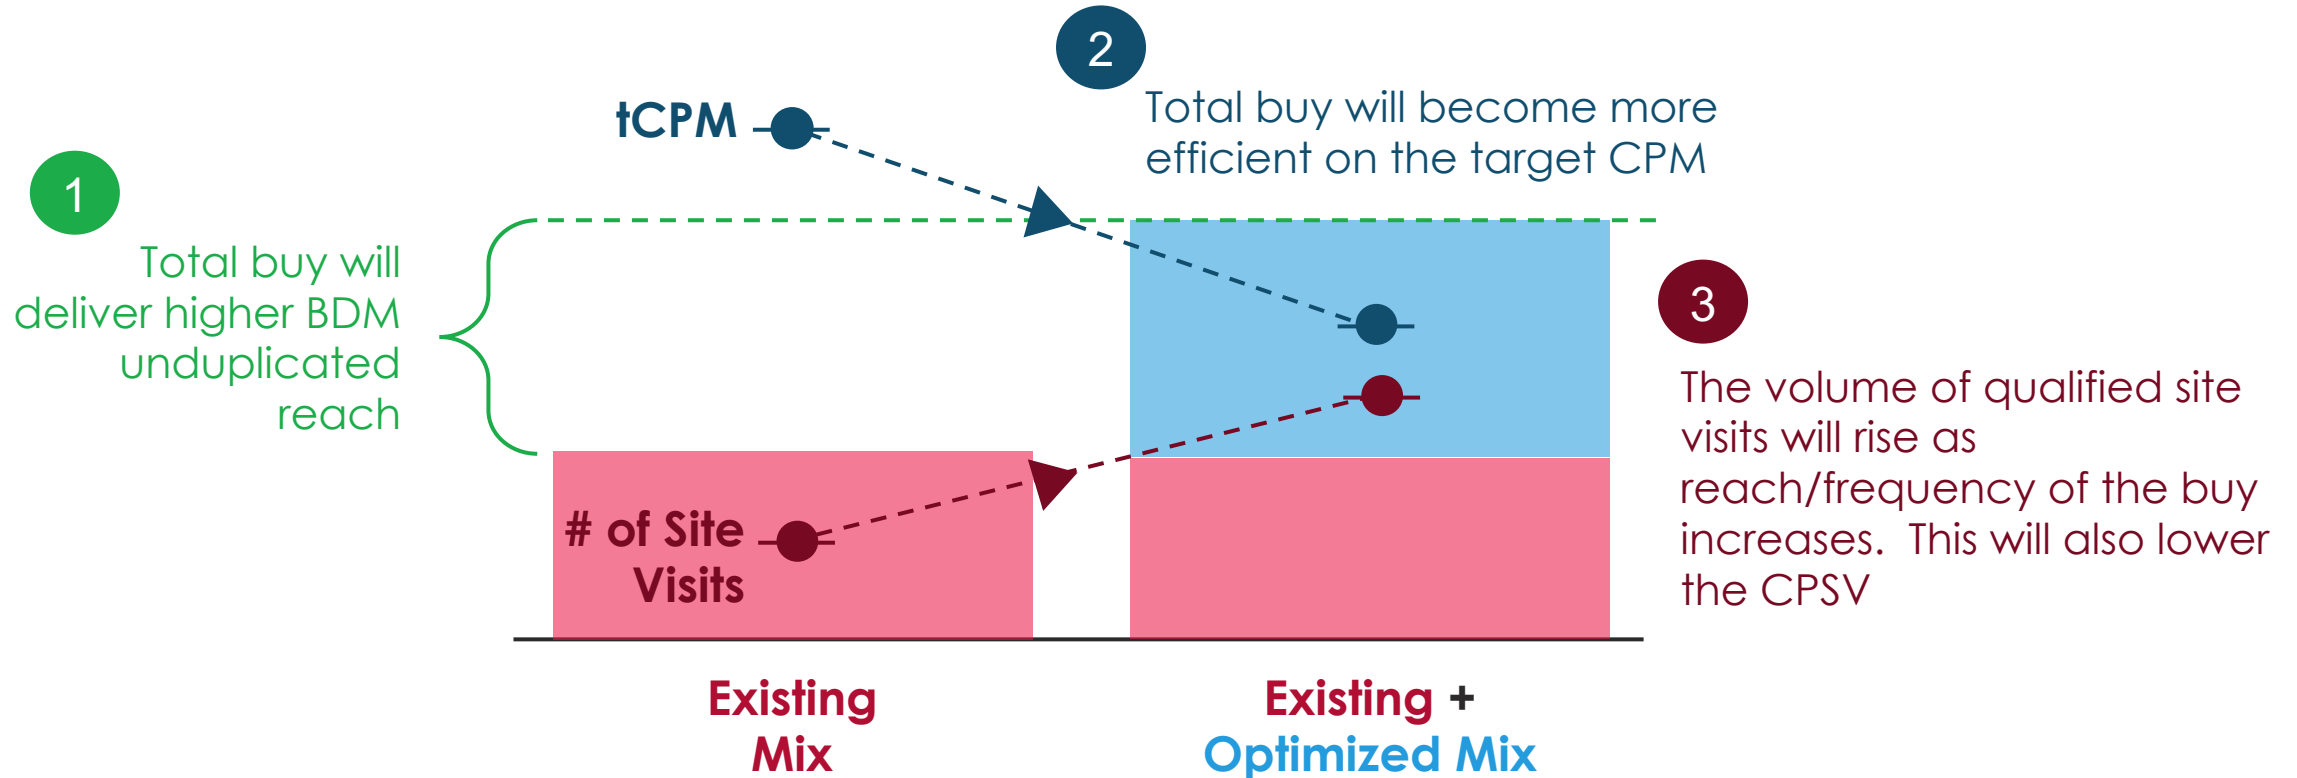 1
Total buy will
deliver higher BDM
unduplicated
reach
tCPM
2
Total buy will become more
efficient on the target CPM
3
The volume of qualified site
visits will rise as
reach/frequency of the buy
increases.  This will also lower
the CPSV
# of Site
Visits
Existing
Mix
Existing +
Optimized Mix